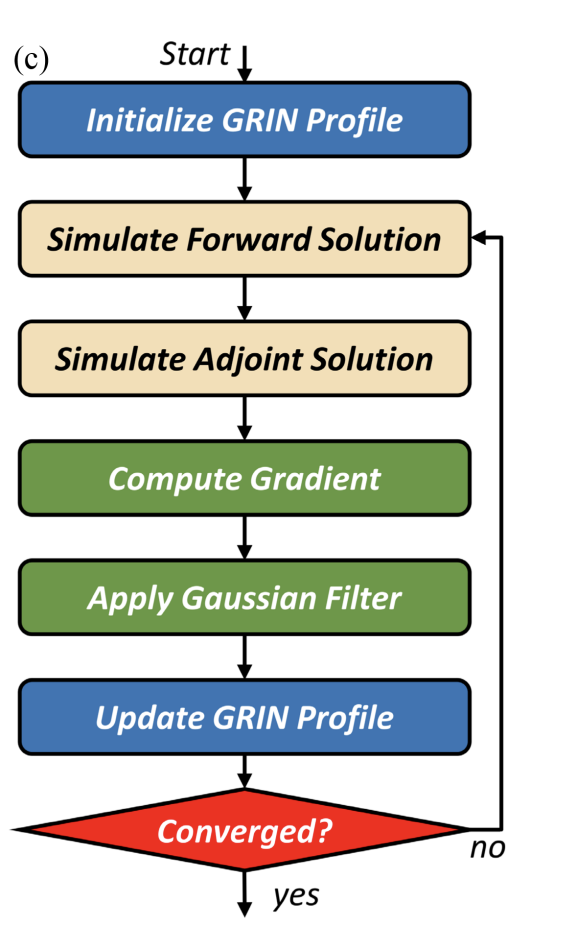 (c)
Start
Initialize GRIN Profile
Simulate Forward Solution
Simulate Adjoint Solution
Compute Gradient
Apply Gaussian Filter
Update GRIN Profile
Converged?
no
yes